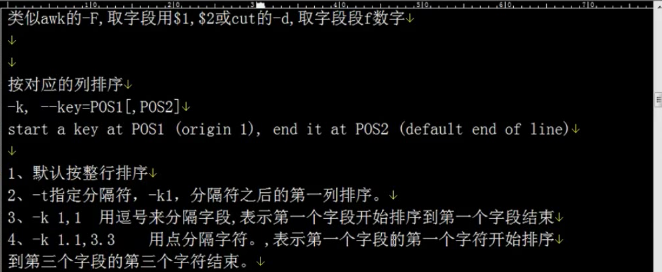 类似awk的-F,取字段用$1,$2或cut的-d,取字段段f数字↓
↓
↓
按对应的列排序↓
-k, --key=POS1[,POS2]↓
start a key at POS1 (origin 1), end it at POS2 (default end of line)↓
↓
1、默认按整行排序↓
2、-t指定分隔符，-k1，分隔符之后的第一列排序。↓
3、-k 1,1 用逗号来分隔字段,表示第一个字段开始排序到第一个字段结束↓
4、-k 1.1,3.3 用点分隔字符。,表示第一个字段的第一个字符开始排序
到第三个字段的第三个字符结束。↓